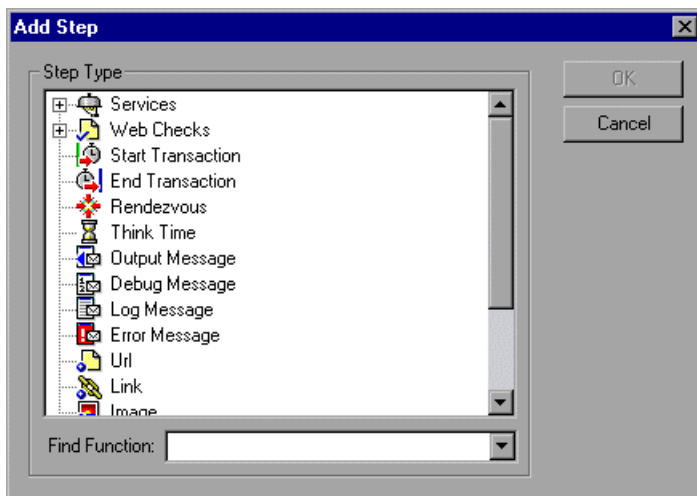 Add Step
Step Type
Services
Web Checks
Start Transaction
End Transaction
Rendezvous
Think Time
Output Message
Debug Message
Log Message
Error Message
Url
Link
Image
Find Function:
OK
Cancel